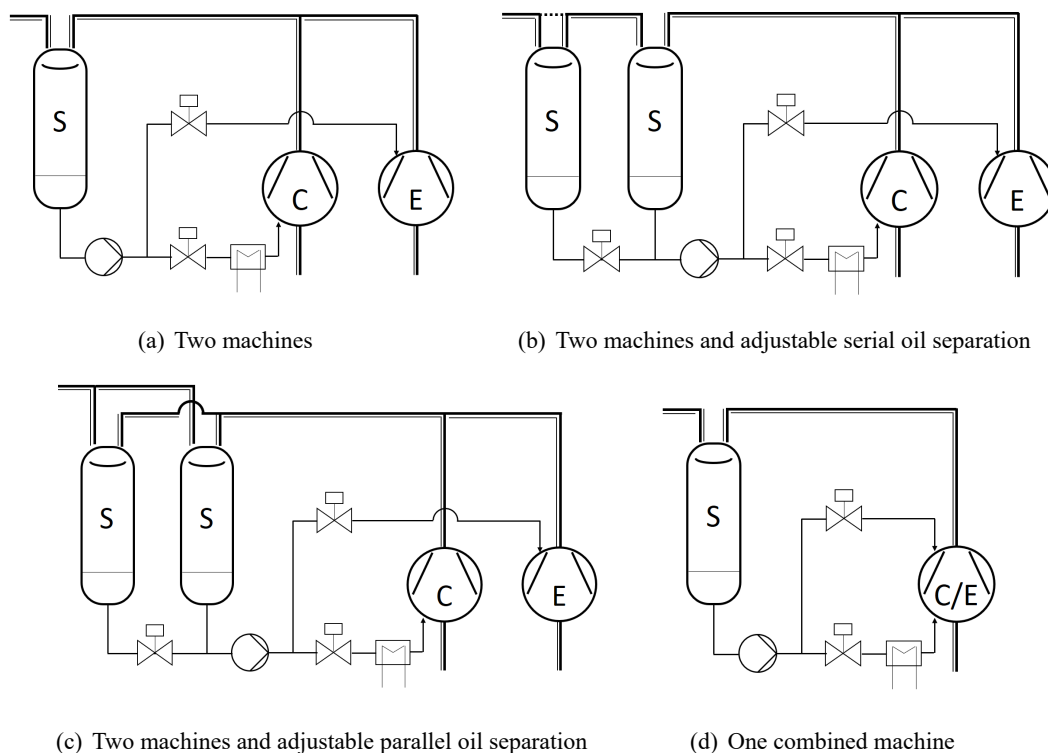 S
C
E
S
S
C
E
(a) Two machines
(b) Two machines and adjustable serial oil separation
S
S
C
E
S
C/E
(c) Two machines and adjustable parallel oil separation
(d) One combined machine